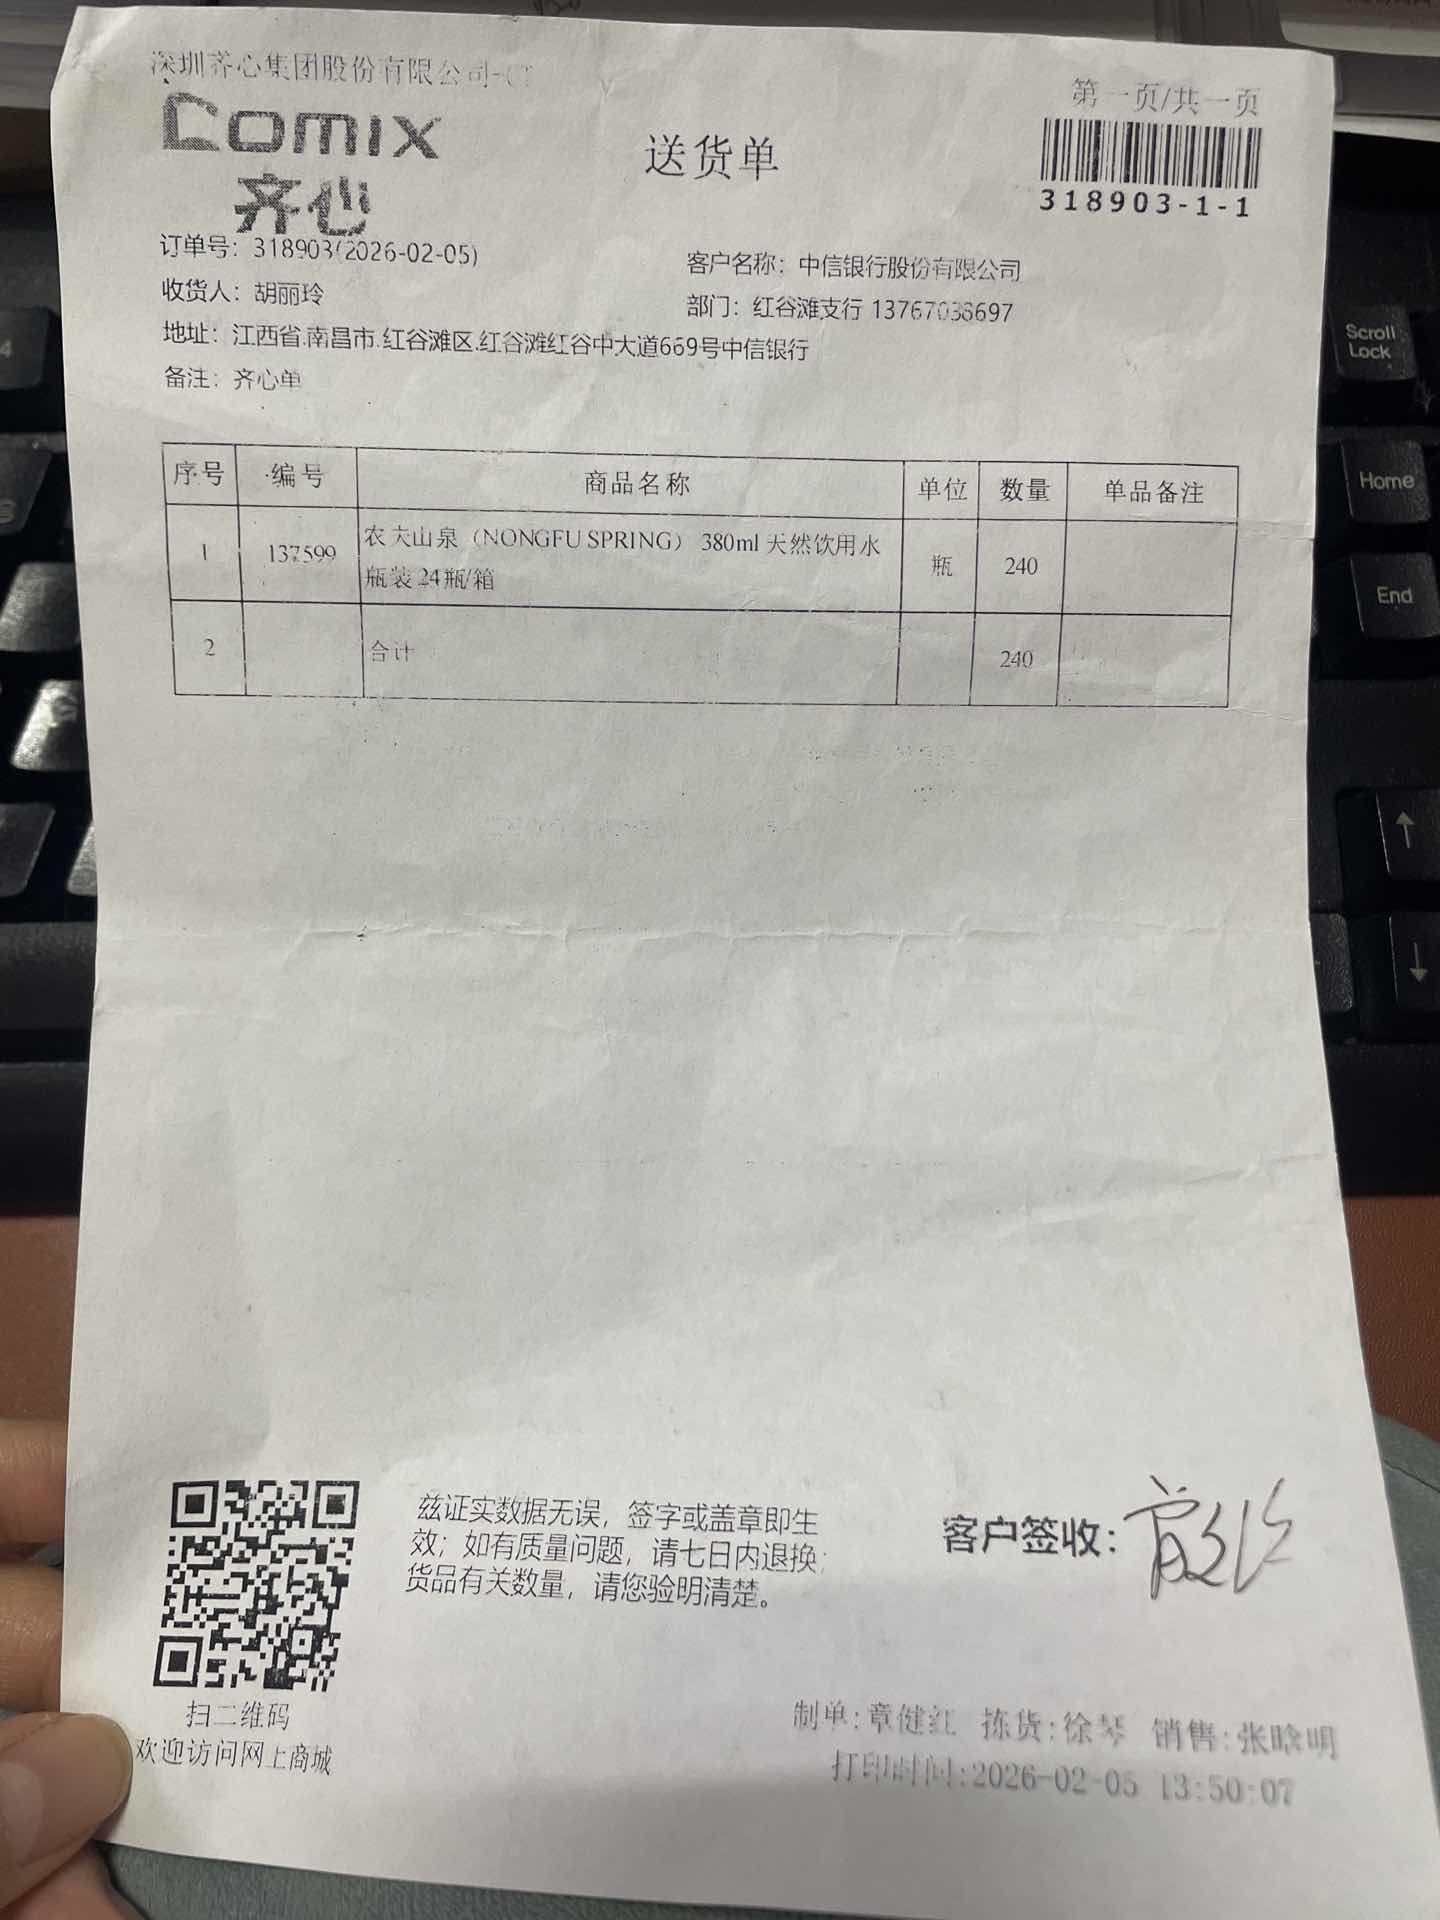 深圳齐心集团股份有限公司
第一页/共一页
comix
齐心
送货单
318903-1-1
订单号：318903(2026-02-05)
客户名称：中信银行股份有限公司
收货人：胡丽玲
部门：红谷滩支行 13767038697
地址：江西省.南昌市.红谷滩区.红谷滩红谷中大道669号中信银行
备注：齐心单
序号 编号 商品名称 单位 数量 单品备注
1 137599 农夫山泉（NONGFU SPRING） 380ml 天然饮用水 瓶 240
瓶装 24瓶/箱
2 合计 240
兹证实数据无误，签字或盖章即生
效；如有质量问题，请七日内退换；
货品有关数量，请您验明清楚。
客户签收：
扫二维码
欢迎访问网上商城
制单:章健红 拣货:徐琴 销售:张晗明
打印时间:2026-02-05 13:50:07
Scroll
Lock
Home
End
4